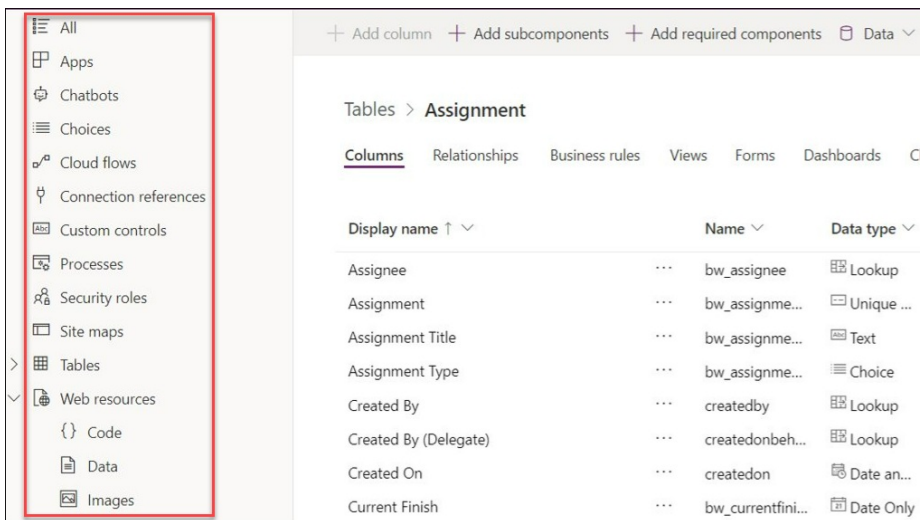 All
Apps
Chatbots
Choices
Cloud flows
Connection references
Custom controls
Processes
Security roles
Site maps
Tables
Web resources
{} Code
Data
Images
+ Add column + Add subcomponents + Add required components Data
Tables > Assignment
Columns Relationships Business rules Views Forms Dashboards
Display name ↑ Name Data type
Assignee ... bw_assignee Lookup
Assignment ... bw_assignme... Unique ...
Assignment Title ... bw_assignme... Text
Assignment Type ... bw_assignme... Choice
Created By ... createdby Lookup
Created By (Delegate) ... createdonbeh... Lookup
Created On ... createdon Date an...
Current Finish ... bw_currentfini... Date Only